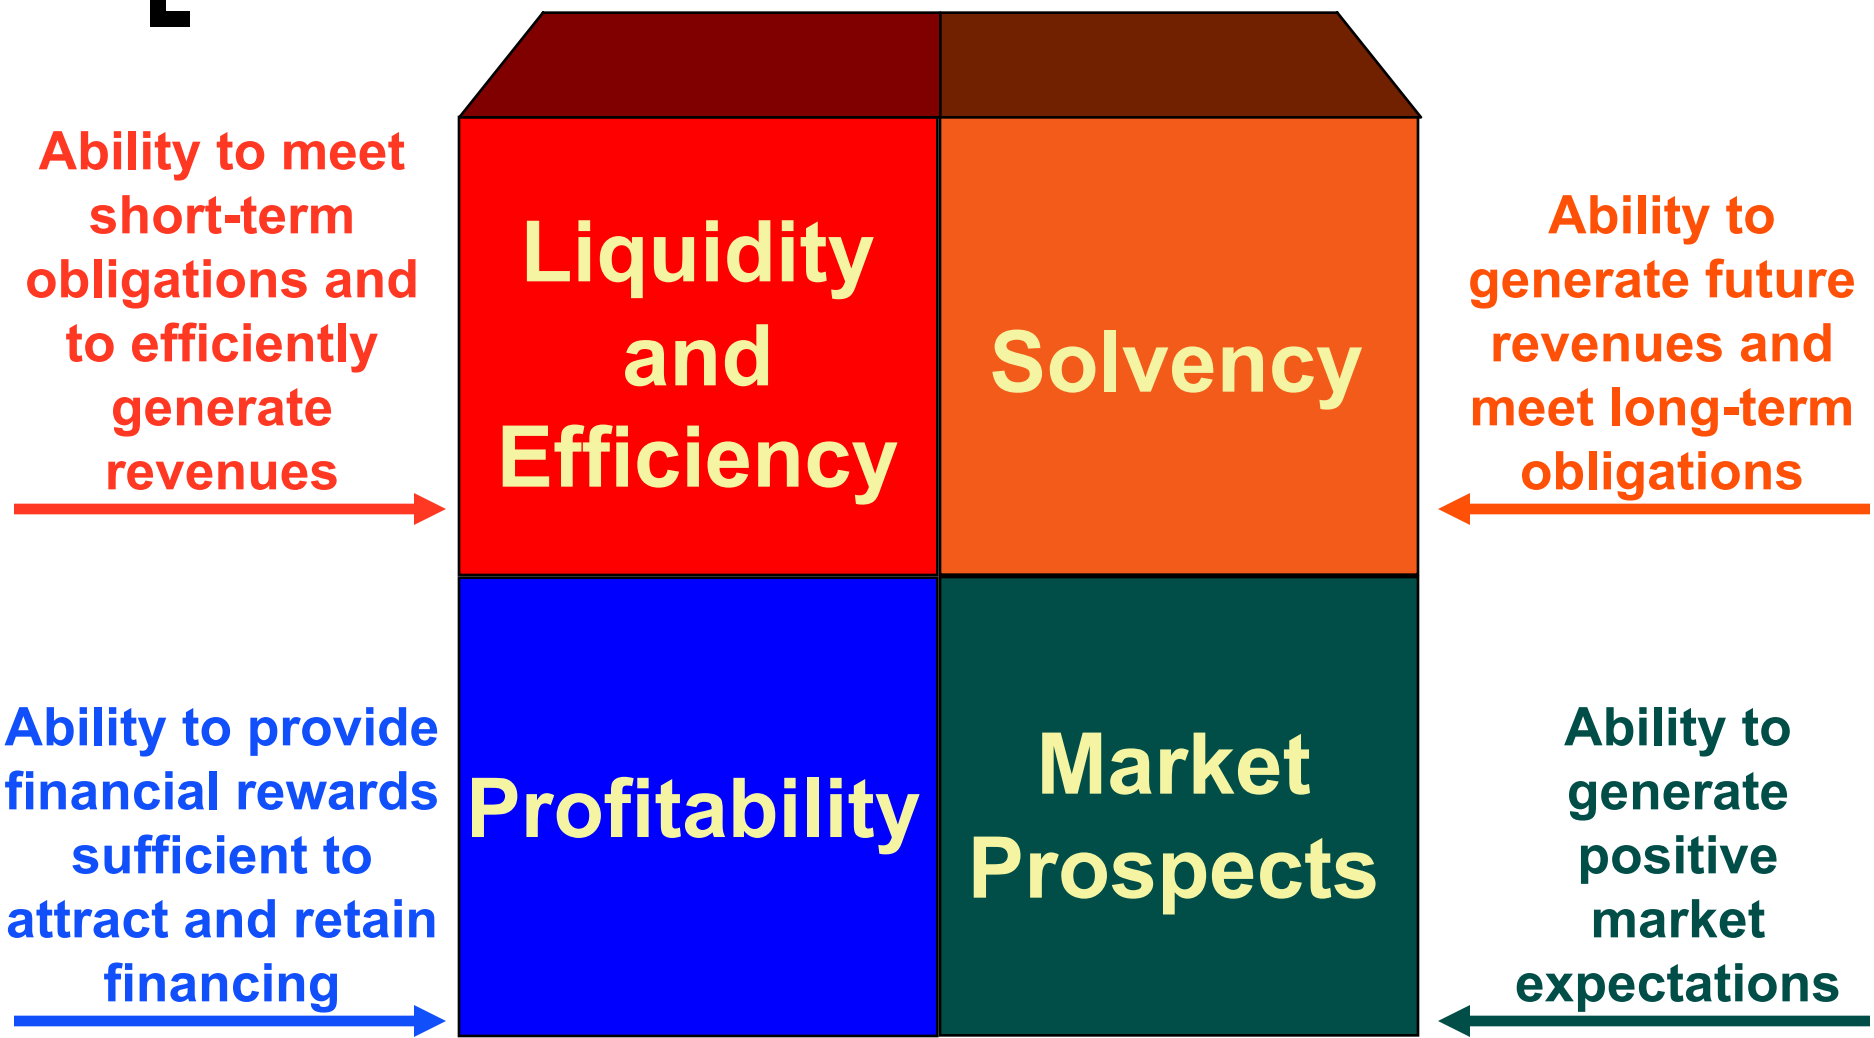 Ability to meet
short-term
obligations and
to efficiently
generate
revenues
Liquidity
and
Efficiency
Solvency
Ability to
generate future
revenues and
meet long-term
obligations
Ability to provide
financial rewards
sufficient to
attract and retain
financing
Profitability
Market
Prospects
Ability to
generate
positive
market
expectations